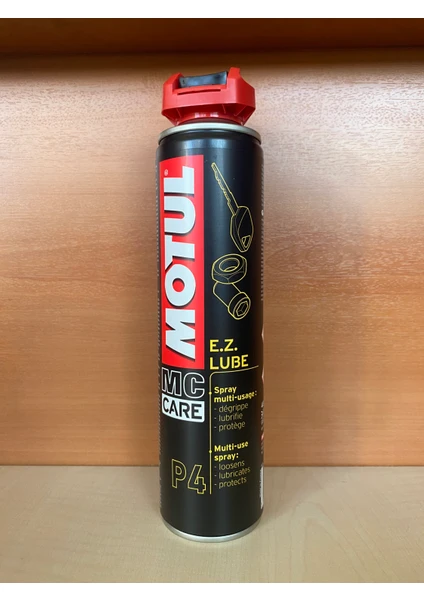 MOTUL®
MC
CARE
E.Z.
LUBE
Spray
multi-usage :
- dégrippe
- lubrifie
- protège
Multi-use
spray :
- loosens
- lubricates
- protects
P4